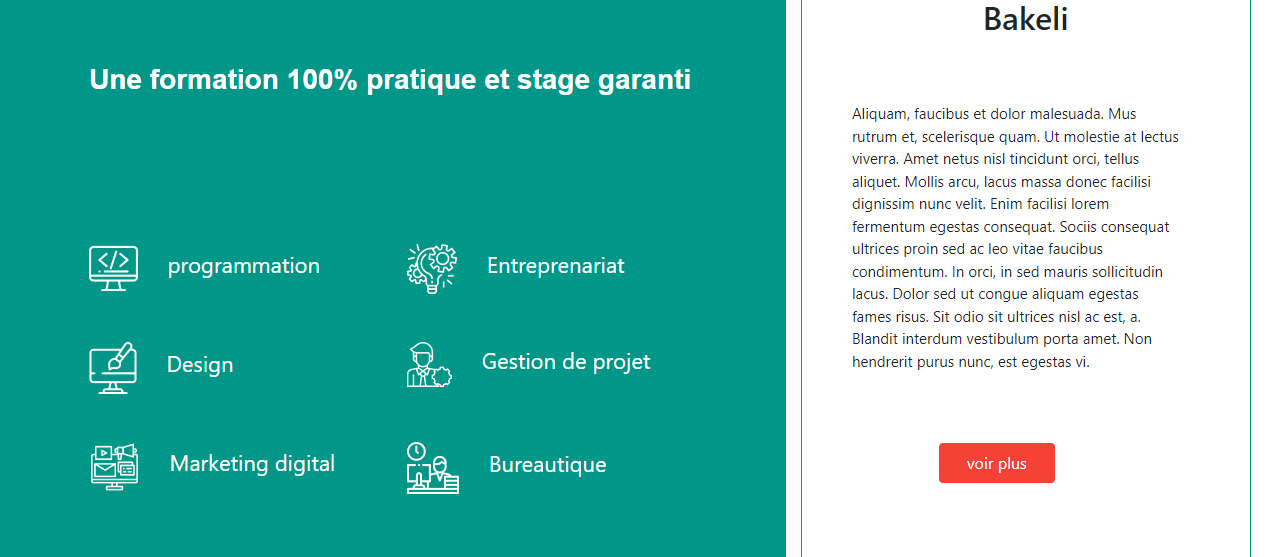 Une formation 100% pratique et stage garanti
programmation
Entreprenariat
Design
Gestion de projet
Marketing digital
Bureautique
Bakeli
Aliquam, faucibus et dolor malesuada. Mus
rutrum et, scelerisque quam. Ut molestie at lectus
viverra. Amet netus nisl tincidunt orci, tellus
aliquet. Mollis arcu, lacus massa donec facilisi
dignissim nunc velit. Enim facilisi lorem
fermentum egestas consequat. Sociis consequat
ultrices proin sed ac leo vitae faucibus
condimentum. In orci, in sed mauris sollicitudin
lacus. Dolor sed ut congue aliquam egestas
fames risus. Sit odio sit ultrices nisl ac est, a.
Blandit interdum vestibulum porta amet. Non
hendrerit purus nunc, est egestas vi.
voir plus